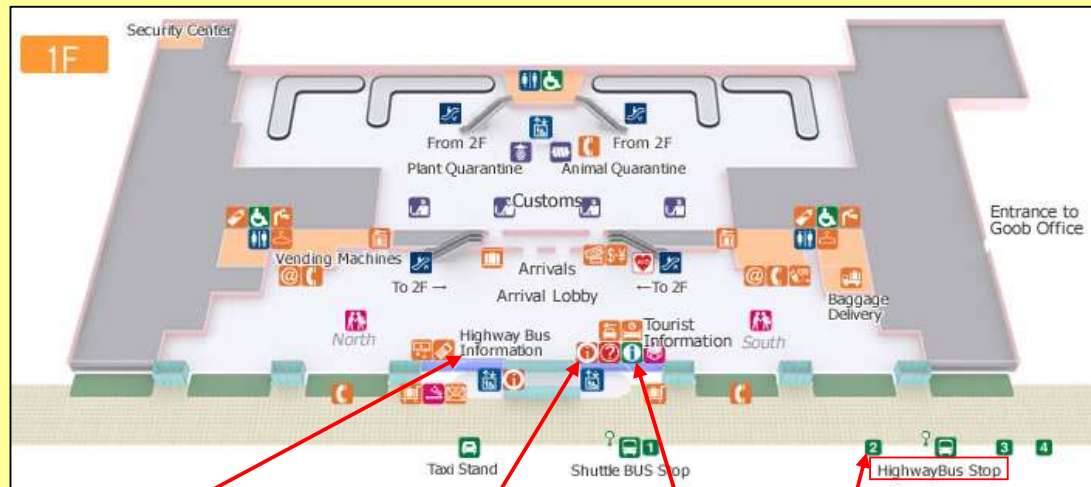 Security Center
1F
From 2F
From 2F
Plant Quarantine
Animal Quarantine
Customs
Entrance to
Goob Office
Vending Machines
Arrivals
To 2F →
←To 2F
Arrival Lobby
Baggage
Delivery
North
Highway Bus
Information
Tourist
Information
South
1
2
3
4
Taxi Stand
Shuttle BUS Stop
HighwayBus Stop